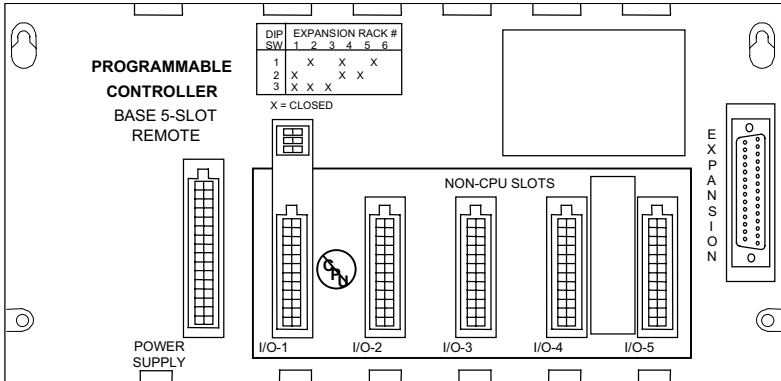 DIP EXPANSION RACK #
SW 1 2 3 4 5 6
1 X X X
2 X X X
3 X X X
X = CLOSED
PROGRAMMABLE
CONTROLLER
BASE 5-SLOT
REMOTE
NON-CPU SLOTS
EXPANSION
CPU
I/O-1 I/O-2 I/O-3 I/O-4 I/O-5
POWER
SUPPLY